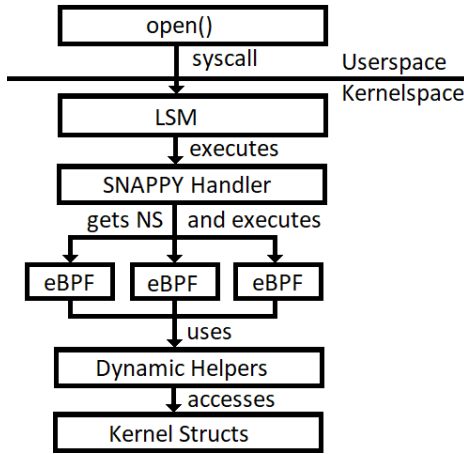 open()
syscall
Userspace
Kernelspace
LSM
executes
SNAPPY Handler
gets NS and executes
eBPF eBPF eBPF
uses
Dynamic Helpers
accesses
Kernel Structs